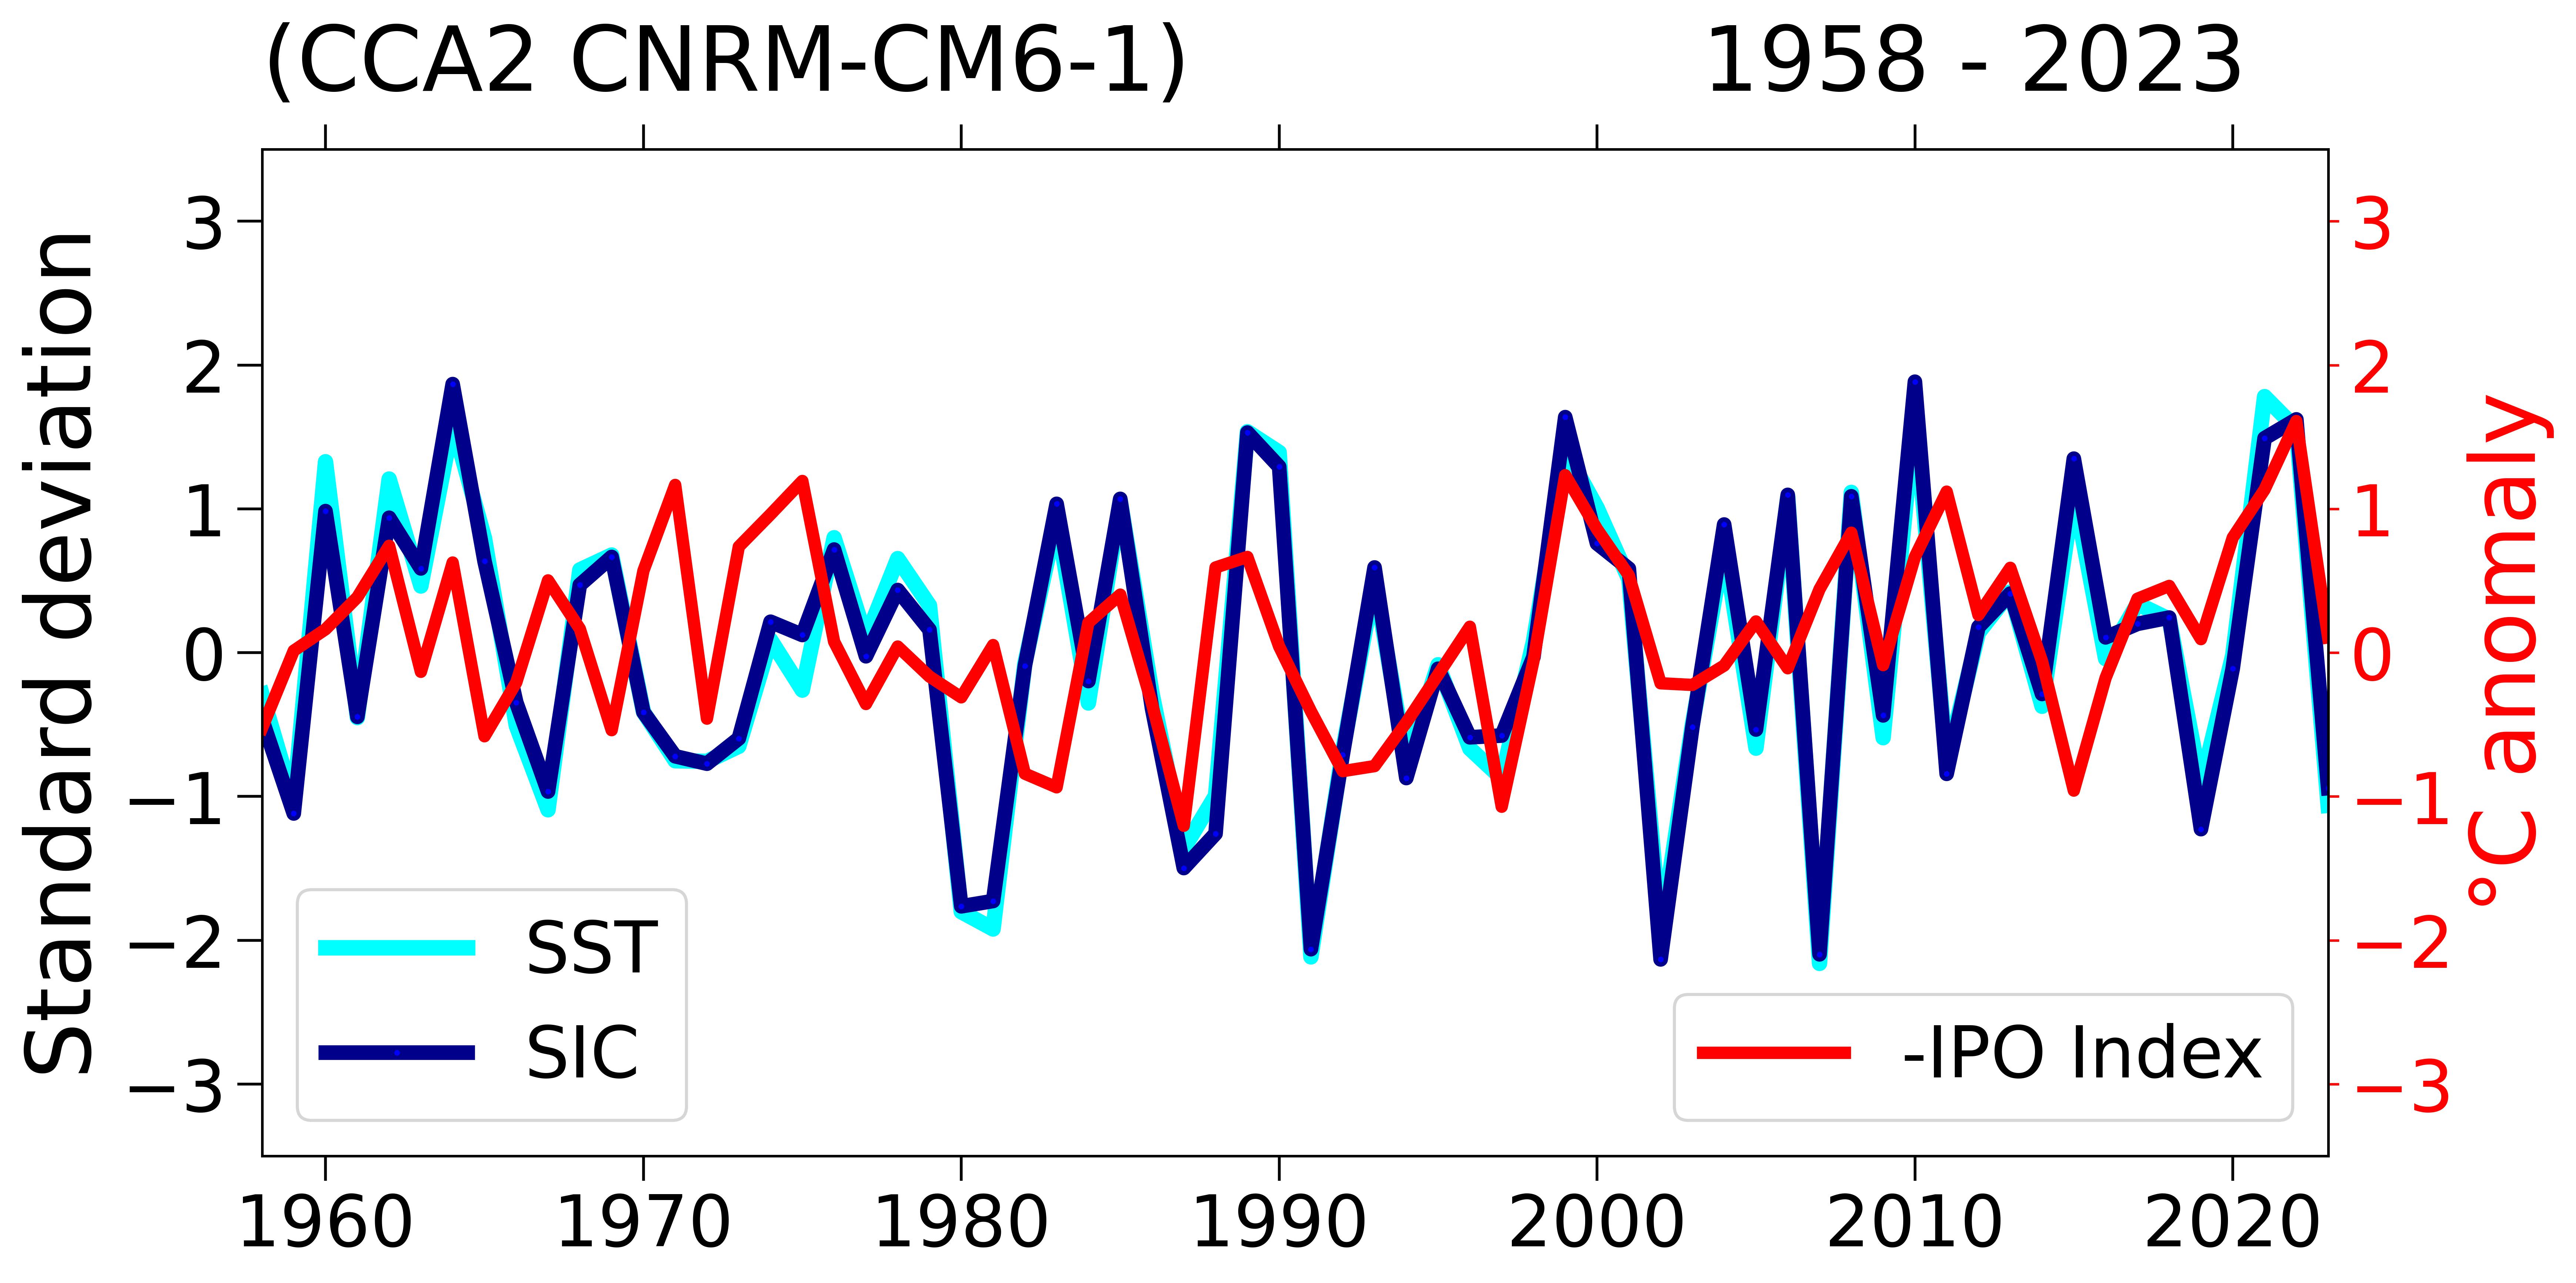 (CCA2 CNRM-CM6-1) 1958 - 2023
Standard deviation
3
2
1
0
−1
−2
−3
3
2
1
0
−1
−2
−3
°C anomaly
SST
SIC
-IPO Index
1960 1970 1980 1990 2000 2010 2020